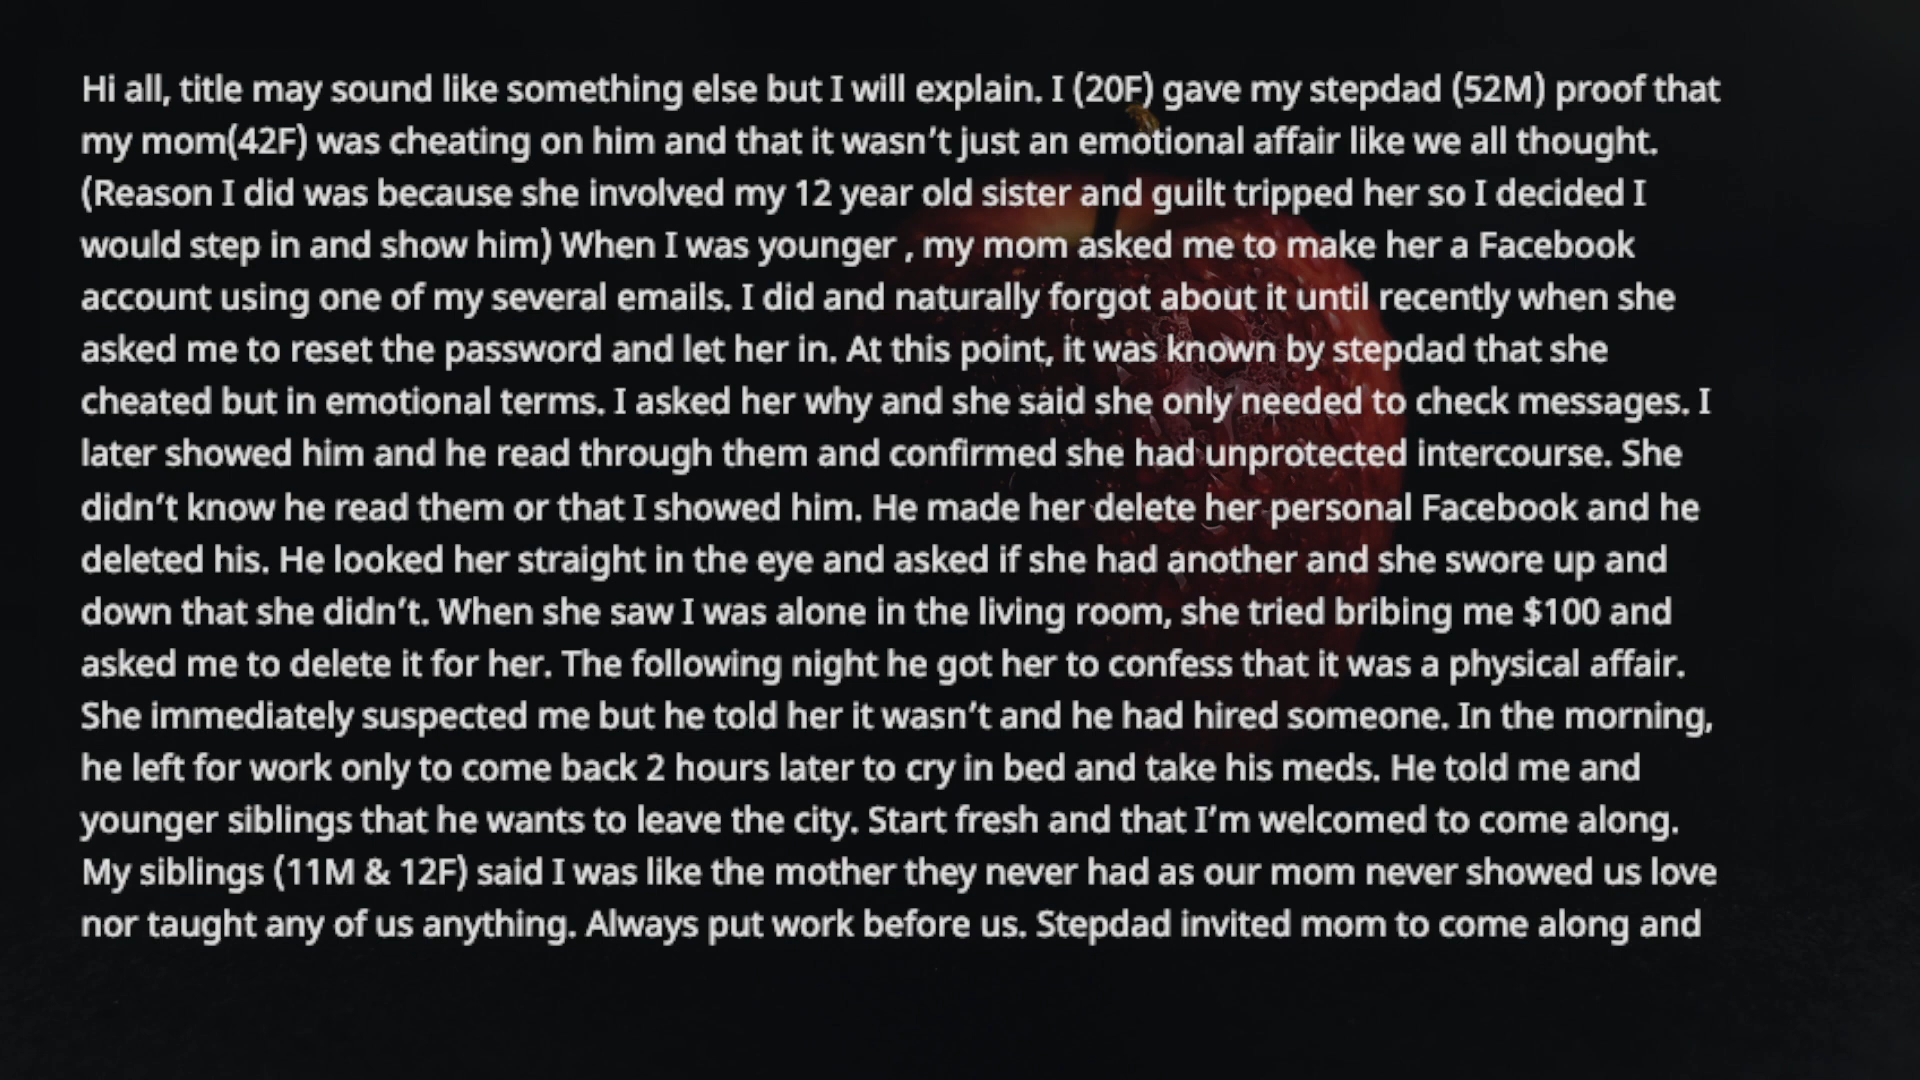 Hi all, title may sound like something else but I will explain. I (20F) gave my stepdad (52M) proof that
my mom(42F) was cheating on him and that it wasn’t just an emotional affair like we all thought.
(Reason I did was because she involved my 12 year old sister and guilt tripped her so I decided I
would step in and show him) When I was younger , my mom asked me to make her a Facebook
account using one of my several emails. I did and naturally forgot about it until recently when she
asked me to reset the password and let her in. At this point, it was known by stepdad that she
cheated but in emotional terms. I asked her why and she said she only needed to check messages. I
later showed him and he read through them and confirmed she had unprotected intercourse. She
didn’t know he read them or that I showed him. He made her delete her personal Facebook and he
deleted his. He looked her straight in the eye and asked if she had another and she swore up and
down that she didn’t. When she saw I was alone in the living room, she tried bribing me $100 and
asked me to delete it for her. The following night he got her to confess that it was a physical affair.
She immediately suspected me but he told her it wasn’t and he had hired someone. In the morning,
he left for work only to come back 2 hours later to cry in bed and take his meds. He told me and
younger siblings that he wants to leave the city. Start fresh and that I’m welcomed to come along.
My siblings (11M & 12F) said I was like the mother they never had as our mom never showed us love
nor taught any of us anything. Always put work before us. Stepdad invited mom to come along and